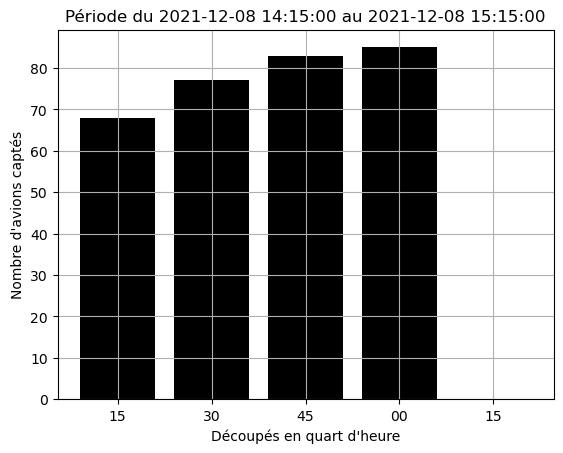 Période du 2021-12-08 14:15:00 au 2021-12-08 15:15:00
Nombre d'avions captés
80
70
60
50
40
30
20
10
0
15 30 45 00 15
Découpés en quart d'heure